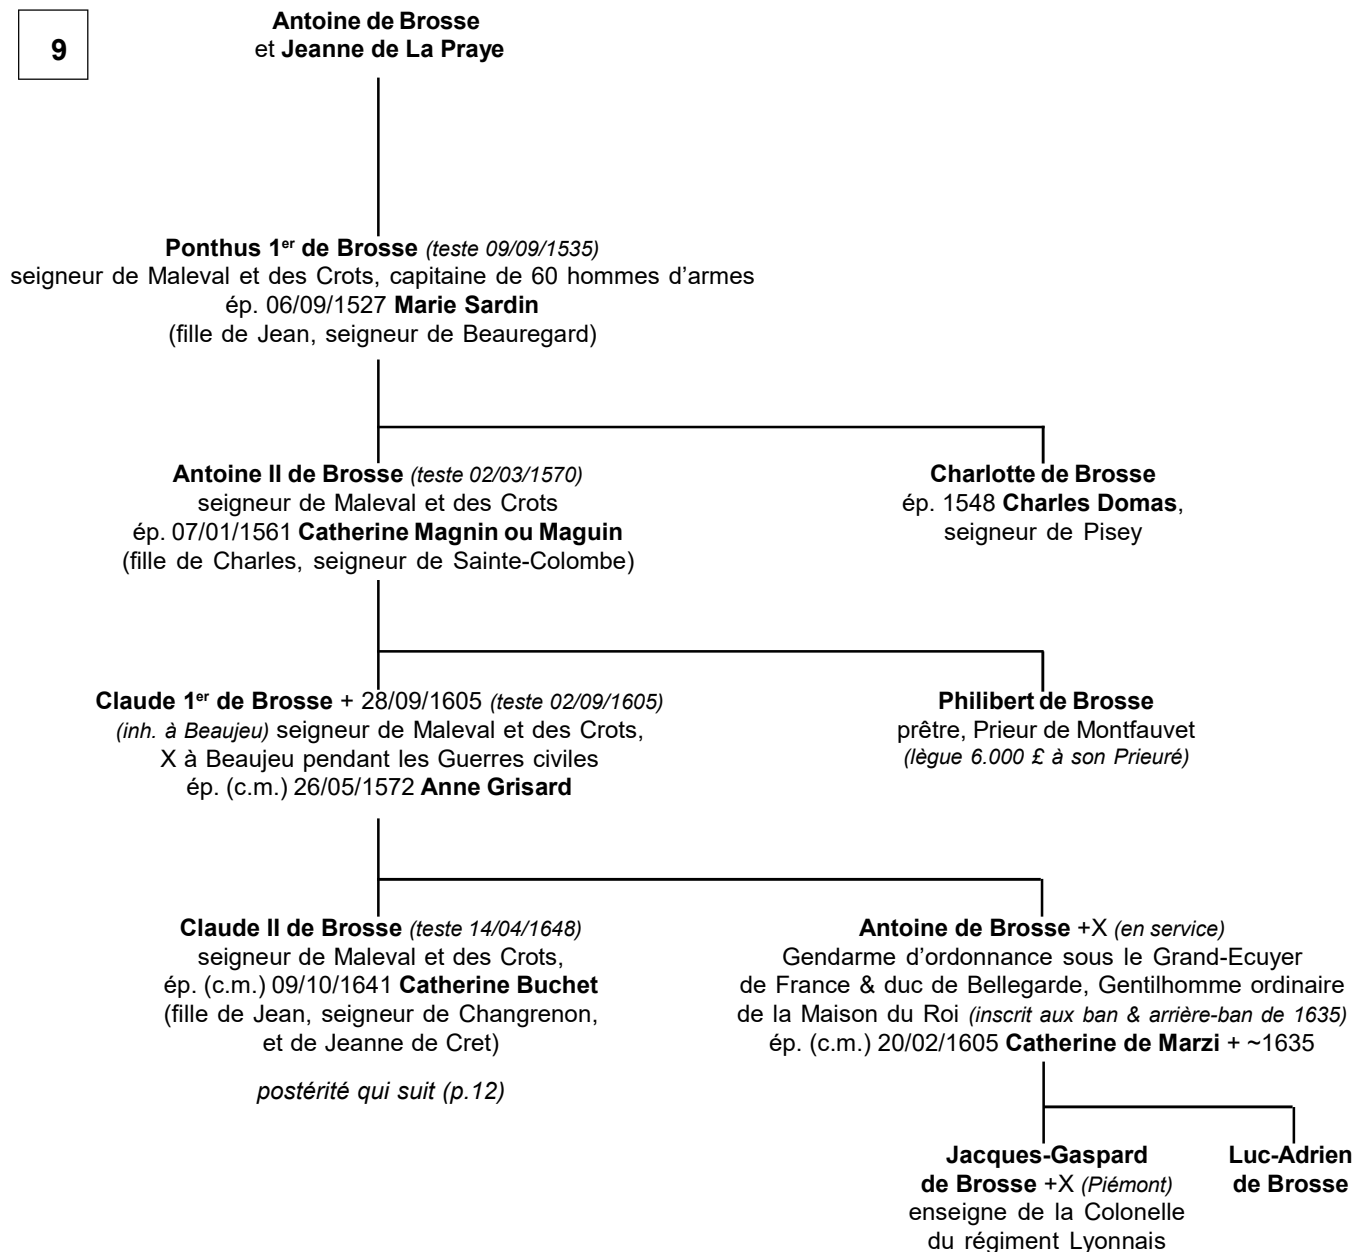 9
Antoine de Brosse
et Jeanne de La Praye
Ponthus 1er de Brosse (teste 09/09/1535)
seigneur de Maleval et des Crots, capitaine de 60 hommes d’armes
ép. 06/09/1527 Marie Sardin
(fille de Jean, seigneur de Beauregard)
Antoine II de Brosse (teste 02/03/1570)
seigneur de Maleval et des Crots
ép. 07/01/1561 Catherine Magnin ou Maguin
(fille de Charles, seigneur de Sainte-Colombe)
Charlotte de Brosse
ép. 1548 Charles Domas,
seigneur de Pisey
Claude 1er de Brosse + 28/09/1605 (teste 02/09/1605)
(inh. à Beaujeu) seigneur de Maleval et des Crots,
X à Beaujeu pendant les Guerres civiles
ép. (c.m.) 26/05/1572 Anne Grisard
Philibert de Brosse
prêtre, Prieur de Montfauvet
(lègue 6.000 £ à son Prieuré)
Claude II de Brosse (teste 14/04/1648)
seigneur de Maleval et des Crots,
ép. (c.m.) 09/10/1641 Catherine Buchet
(fille de Jean, seigneur de Changrenon,
et de Jeanne de Cret)
postérité qui suit (p.12)
Antoine de Brosse +X (en service)
Gendarme d’ordonnance sous le Grand-Ecuyer
de France & duc de Bellegarde, Gentilhomme ordinaire
de la Maison du Roi (inscrit aux ban & arrière-ban de 1635)
ép. (c.m.) 20/02/1605 Catherine de Marzi + ~1635
Jacques-Gaspard
de Brosse +X (Piémont)
enseigne de la Colonelle
du régiment Lyonnais
Luc-Adrien
de Brosse